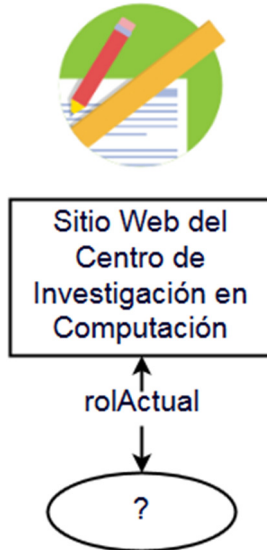 Sitio Web del
Centro de
Investigación en
Computación
rolActual
?